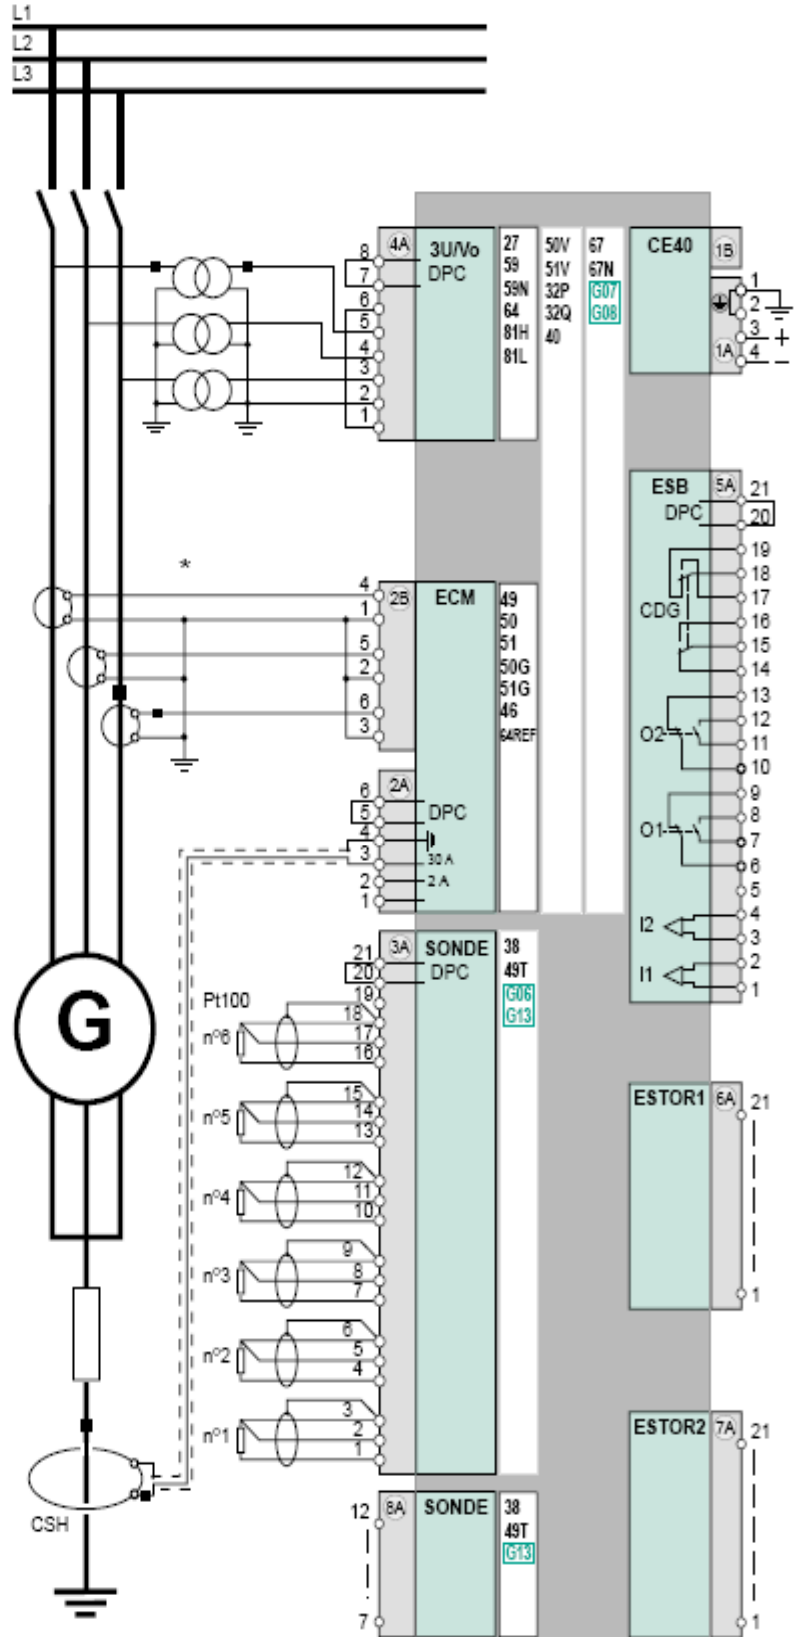 L1
L2
L3
8
7
6
5
4
3
2
1
4A
3U/Vo
DPC
27
59
59N
64
81H
81L
50V
51V
32P
32Q
40
67
67N
G07
G08
CE40
1B
1
2
3 +
4 -
1A
*
4
1
5
2
6
3
2B
ECM
49
50
51
50G
51G
46
64REF
2A
6
5
4
3
2
1
DPC
30 A
2 A
ESB
5A
DPC
21
20
19
18
17
16
15
14
13
12
11
10
9
8
7
6
5
4
3
2
1
CDG
O2
O1
I2
I1
G
3A
SONDE
DPC
38
49T
G06
G13
21
20
19
18
17
16
15
14
13
12
11
10
9
8
7
6
5
4
3
2
1
Pt100
nº6
nº5
nº4
nº3
nº2
nº1
CSH
ESTOR1
6A
21
1
ESTOR2
7A
21
1
8A
SONDE
38
49T
G13
12
7